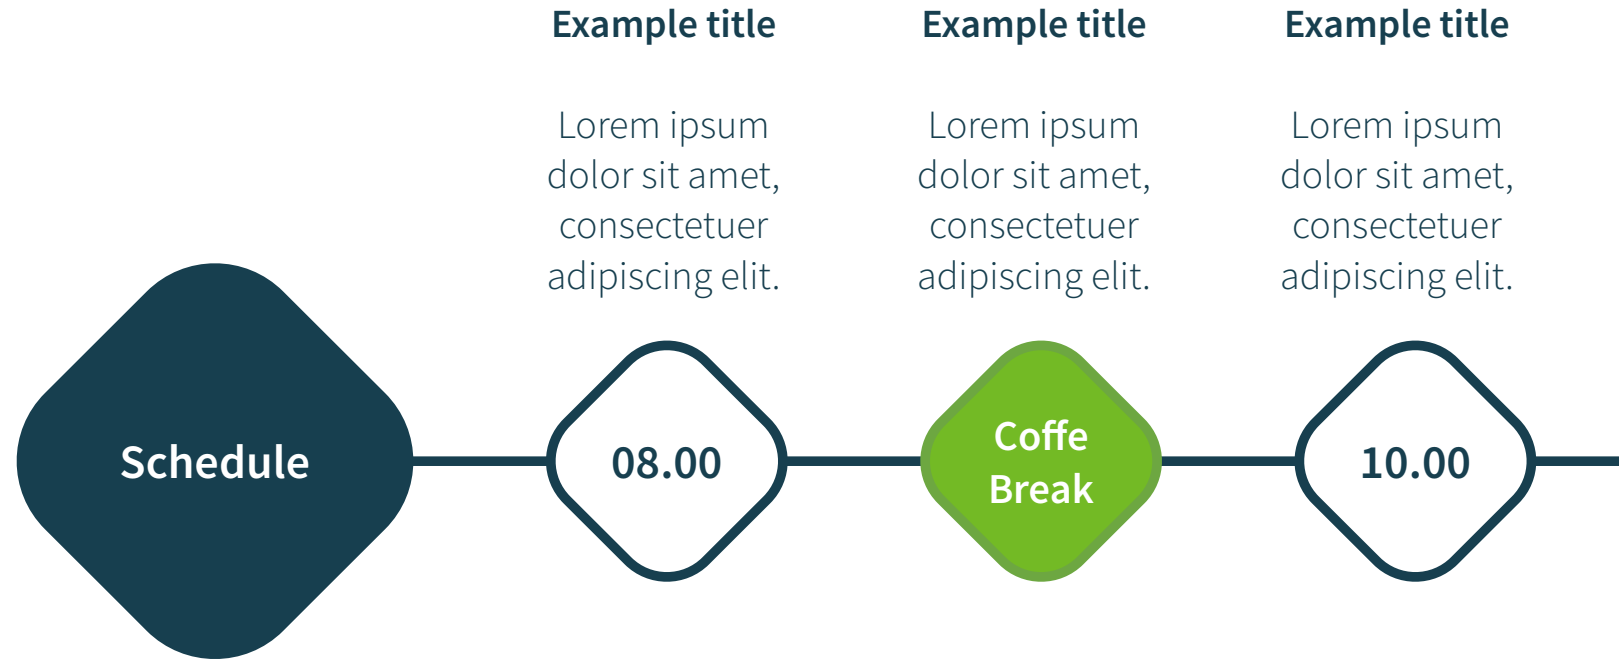 Example title
Lorem ipsum
dolor sit amet,
consectetuer
adipiscing elit.
Example title
Lorem ipsum
dolor sit amet,
consectetuer
adipiscing elit.
Example title
Lorem ipsum
dolor sit amet,
consectetuer
adipiscing elit.
Schedule
08.00
Coffe
Break
10.00